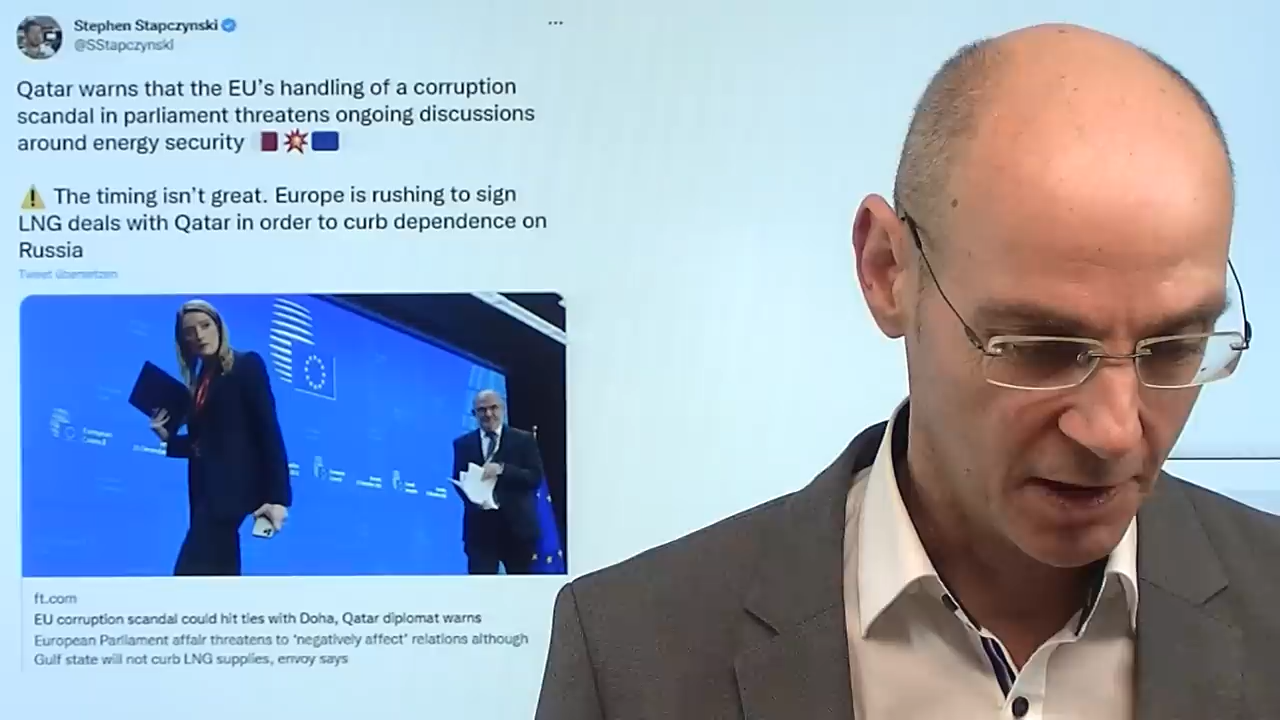 Stephen Stapczynski
@SStapczynski
Qatar warns that the EU's handling of a corruption
scandal in parliament threatens ongoing discussions
around energy security
The timing isn't great. Europe is rushing to sign
LNG deals with Qatar in order to curb dependence on
Russia
Tweet übersetzen
ft.com
EU corruption scandal could hit ties with Doha, Qatar diplomat warns
European Parliament affair threatens to 'negatively affect' relations although
Gulf state will not curb LNG supplies, envoy says